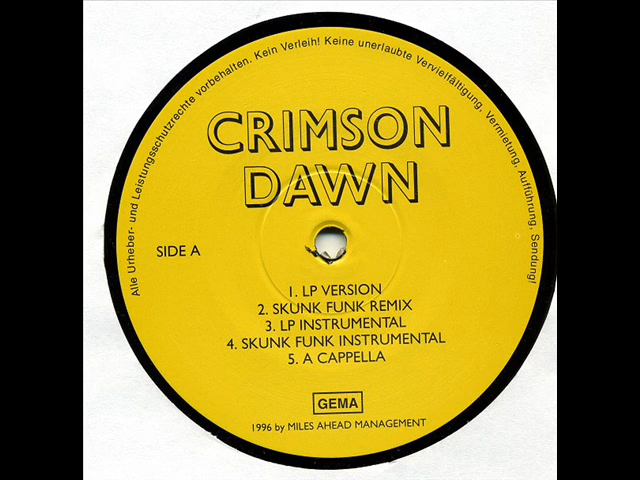 Alle Urheber- und Leistungsschutzrechte vorbehalten. Kein Verleih! Keine unerlaubte Vervielfältigung, Vermietung, Aufführung, Sendung!
CRIMSON
DAWN
SIDE A
1. LP VERSION
2. SKUNK FUNK REMIX
3. LP INSTRUMENTAL
4. SKUNK FUNK INSTRUMENTAL
5. A CAPPELLA
GEMA
1996 by MILES AHEAD MANAGEMENT